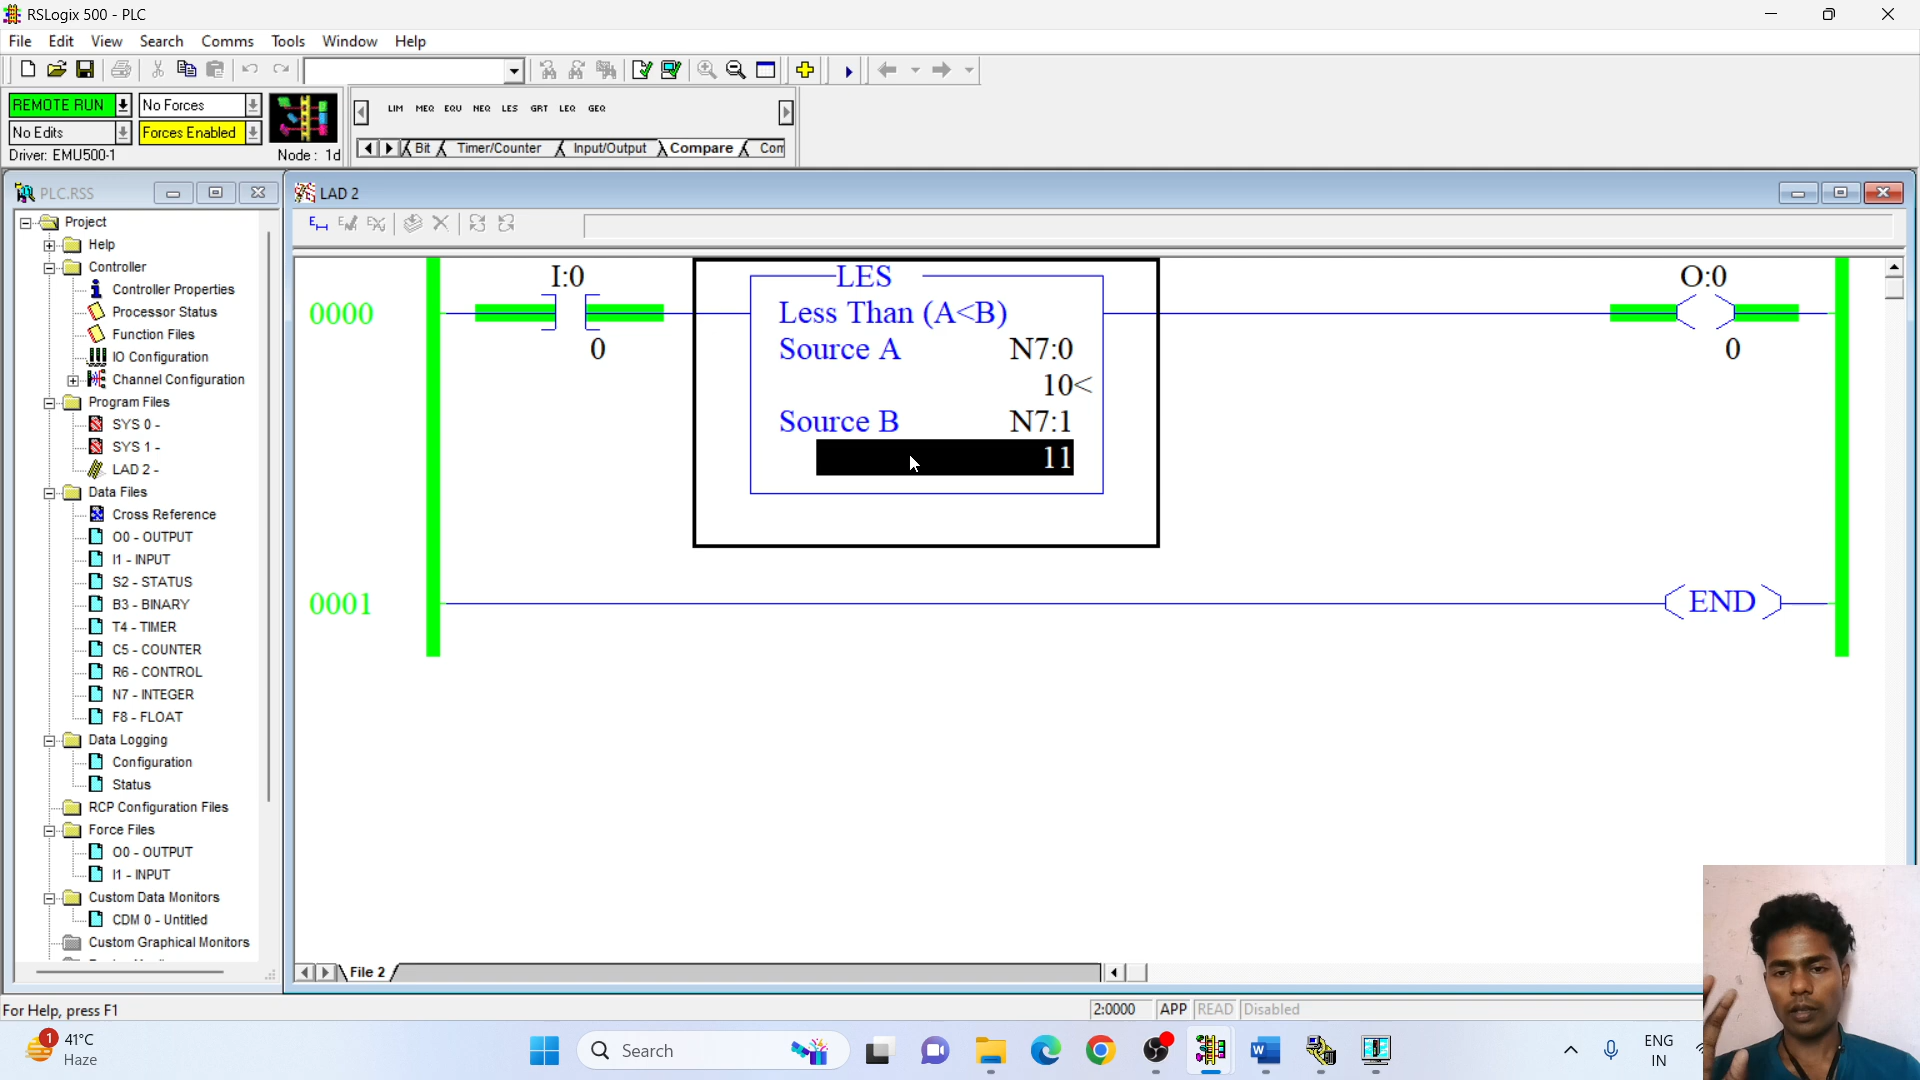 RSLogix 500 - PLC
File Edit View Search Comms Tools Window Help
REMOTE RUN No Forces
No Edits Forces Enabled
Driver: EMU500-1 Node : 1d
LIM MEQ EQU NEQ LES GRT LEQ GEQ
Bit Timer/Counter Input/Output Compare Com
PLC.RSS
Project
Help
Controller
Controller Properties
Processor Status
Function Files
IO Configuration
Channel Configuration
Program Files
SYS 0 -
SYS 1 -
LAD 2 -
Data Files
Cross Reference
O0 - OUTPUT
I1 - INPUT
S2 - STATUS
B3 - BINARY
T4 - TIMER
C5 - COUNTER
R6 - CONTROL
N7 - INTEGER
F8 - FLOAT
Data Logging
Configuration
Status
RCP Configuration Files
Force Files
O0 - OUTPUT
I1 - INPUT
Custom Data Monitors
CDM 0 - Untitled
Custom Graphical Monitors
LAD 2
I:0 LES O:0
0000 Less Than (A<B)
0 Source A N7:0 0
10<
Source B N7:1
11
0001 END
File 2
For Help, press F1
2:0000 APP READ Disabled
1 41°C
Haze
Search
ENG
IN